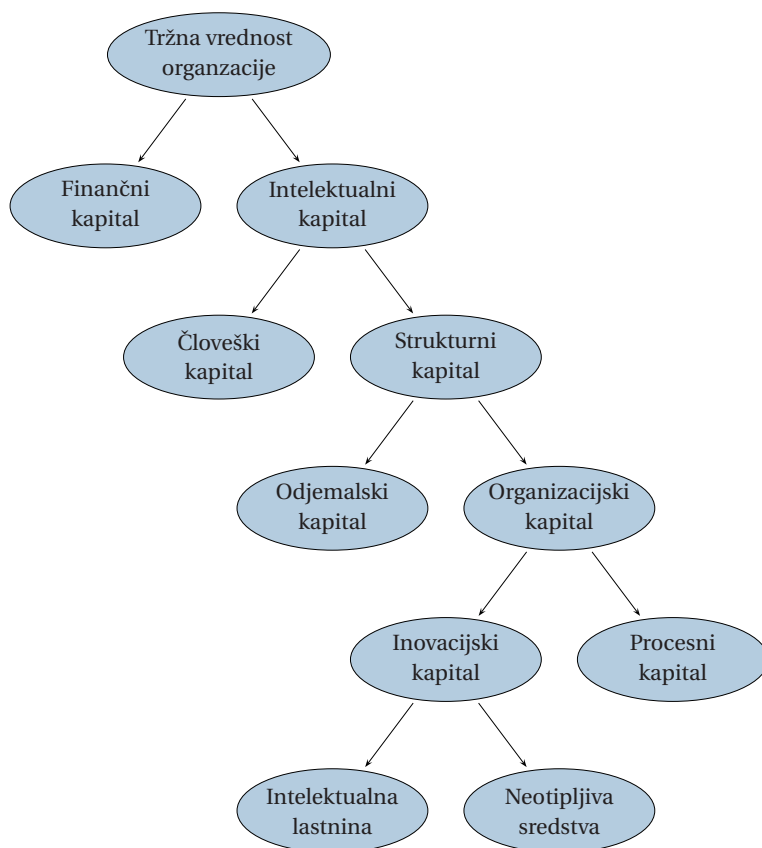 Tržna vrednost
organzacije
Finančni
kapital
Intelektualni
kapital
Človeški
kapital
Strukturni
kapital
Odjemalski
kapital
Organizacijski
kapital
Inovacijski
kapital
Procesni
kapital
Intelektualna
lastnina
Neotipljiva
sredstva